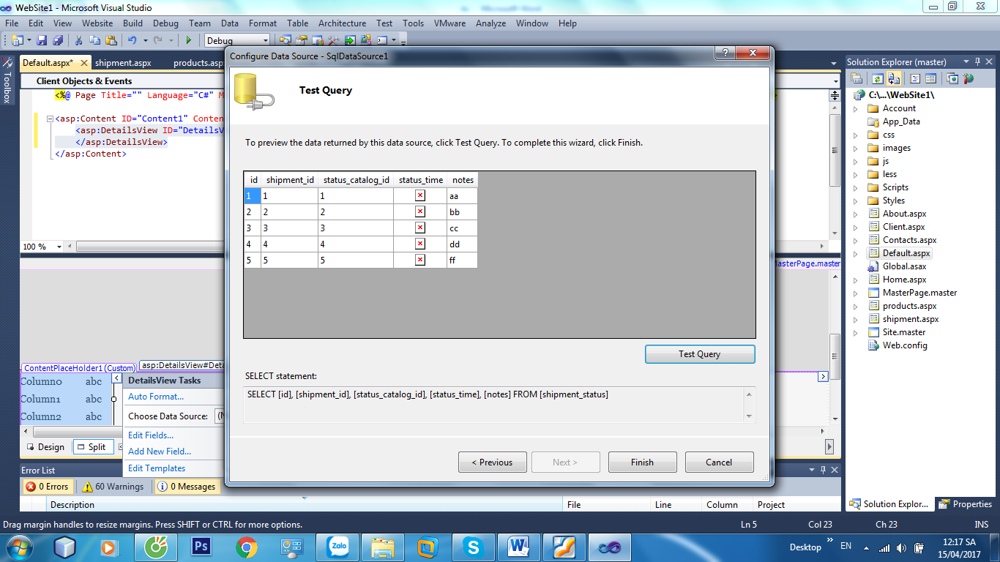 WebSite1 - Microsoft Visual Studio
File Edit View Website Build Debug Team Data Format Table Architecture Test Tools VMware Analyze Window Help
Debug
Toolbox
Default.aspx* shipment.aspx products.asp
Client Objects & Events
<%@ Page Title="" Language="C#" M
<asp:Content ID="Content1" Conten
<asp:DetailsView ID="DetailsV
</asp:DetailsView>
</asp:Content>
100 %
MasterPage.master
ContentPlaceHolder1 (Custom) asp:DetailsView#Deta
Column0 abc
Column1 abc
Column2 abc
DetailsView Tasks
Auto Format...
Choose Data Source: (N
Edit Fields...
Add New Field...
Edit Templates
Design Split
Configure Data Source - SqlDataSource1
Test Query
To preview the data returned by this data source, click Test Query. To complete this wizard, click Finish.
id shipment_id status_catalog_id status_time notes
1 1 1 aa
2 2 2 bb
3 3 3 cc
4 4 4 dd
5 5 5 ff
Test Query
SELECT statement:
SELECT [id], [shipment_id], [status_catalog_id], [status_time], [notes] FROM [shipment_status]
< Previous Next > Finish Cancel
Solution Explorer (master)
C:\...\WebSite1\
Account
App_Data
css
images
js
less
Scripts
Styles
About.aspx
Client.aspx
Contacts.aspx
Default.aspx
Global.asax
Home.aspx
MasterPage.master
products.aspx
shipment.aspx
Site.master
Web.config
Solution Explor... Properties
Error List
0 Errors 60 Warnings 0 Messages
Description File Line Column Project
Drag margin handles to resize margins. Press SHIFT or CTRL for more options. Ln 5 Col 23 Ch 23 INS
Ps Zalo S W
Desktop EN
12:17 SA
15/04/2017